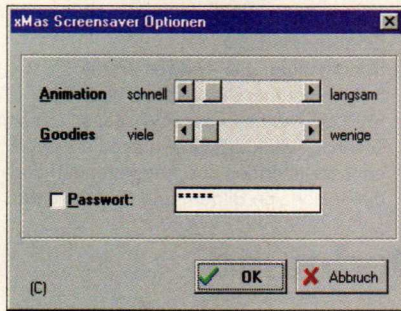 xMas Screensaver Optionen
Animation schnell langsam
Goodies viele wenige
Passwort: *****
OK Abbruch
(C)